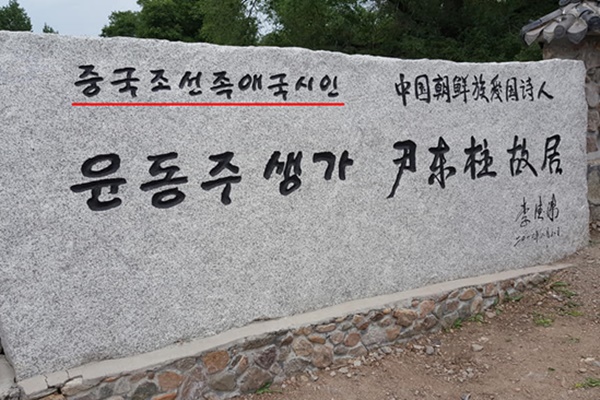 중국조선족애국시인 中国朝鲜族爱国诗人
윤동주생가 尹东柱故居